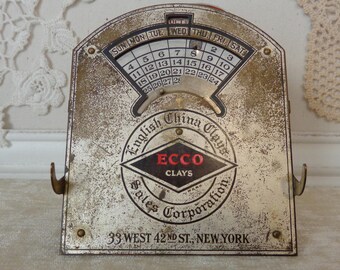 JUNE
SUN MON TUE WED THU FRI SAT
English China Clays
ECCO
CLAYS
Sales Corporation.
33 WEST 42ND ST., NEW YORK